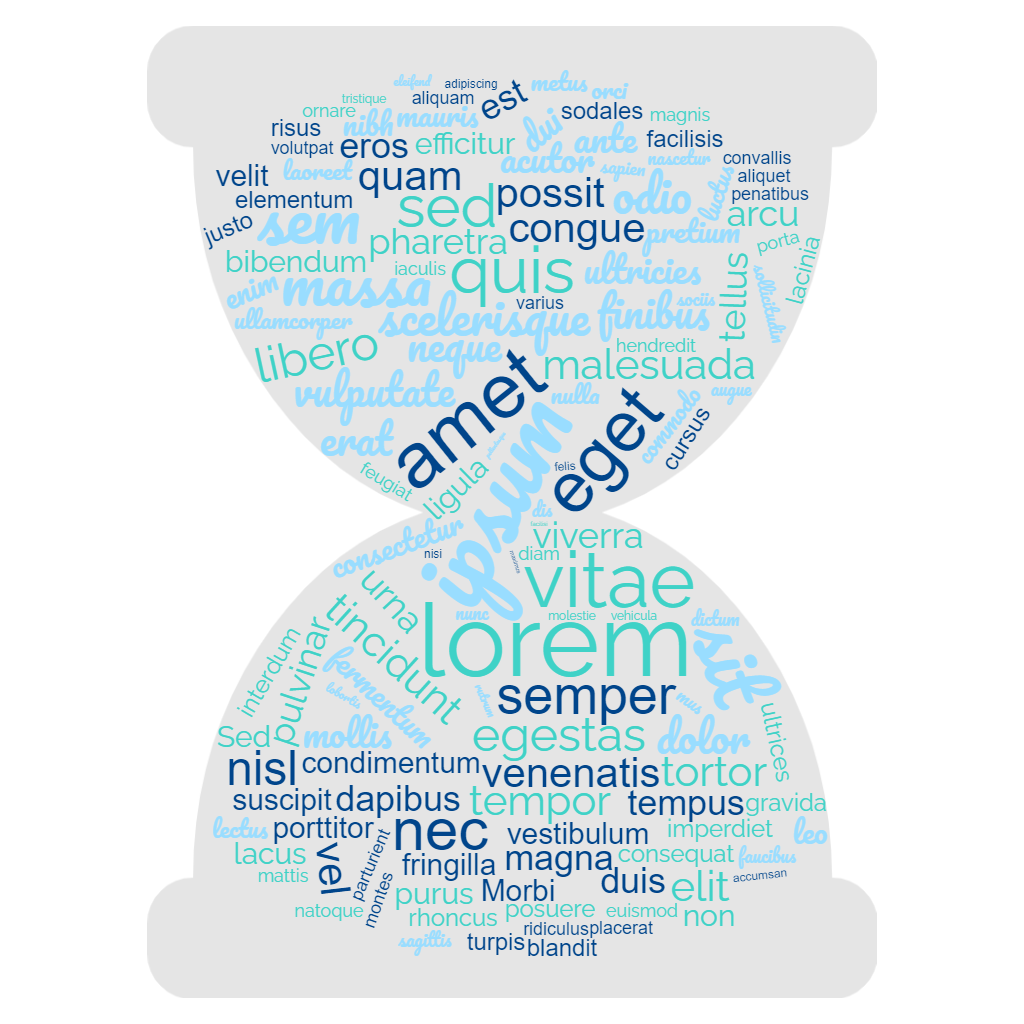 eleifend
adipiscing
metus
orci
tristique
aliquam
est
ornare
mauris
sodales
magnis
risus
nibh
dui
ante
facilisis
volutpat
eros
efficitur
acutor
sapien
nascetur
convallis
velit
laoreet
quam
possit
odio
luctus
aliquet
penatibus
elementum
sed
arcu
justo
sem
pharetra
congue
pretium
porta
bibendum
iaculis
quis
ultricies
tellus
sollicitudin
lacinia
enim
massa
varius
sociis
ullamcorper
scelerisque
finibus
libero
neque
hendrerit
malesuada
vulputate
amet
nulla
augue
erat
eget
commodo
cursus
feugiat
ligula
felis
ipsum
dis
consectetur
viverra
nisi
diam
vitae
urna
tincidunt
nunc
molestie
vehicula
dictum
lorem
sit
interdum
pulvinar
fermentum
lobortis
rutrum
semper
mus
ultrices
Sed
mollis
egestas
dolor
nisl
condimentum
venenatis
tortor
suscipit
dapibus
tempor
tempus
gravida
lectus
porttitor
nec
vestibulum
imperdiet
leo
lacus
vel
parturient
fringilla
magna
consequat
faucibus
mattis
montes
purus
Morbi
duis
elit
accumsan
natoque
rhoncus
posuere
euismod
non
sagittis
turpis
ridiculus
placerat
blandit